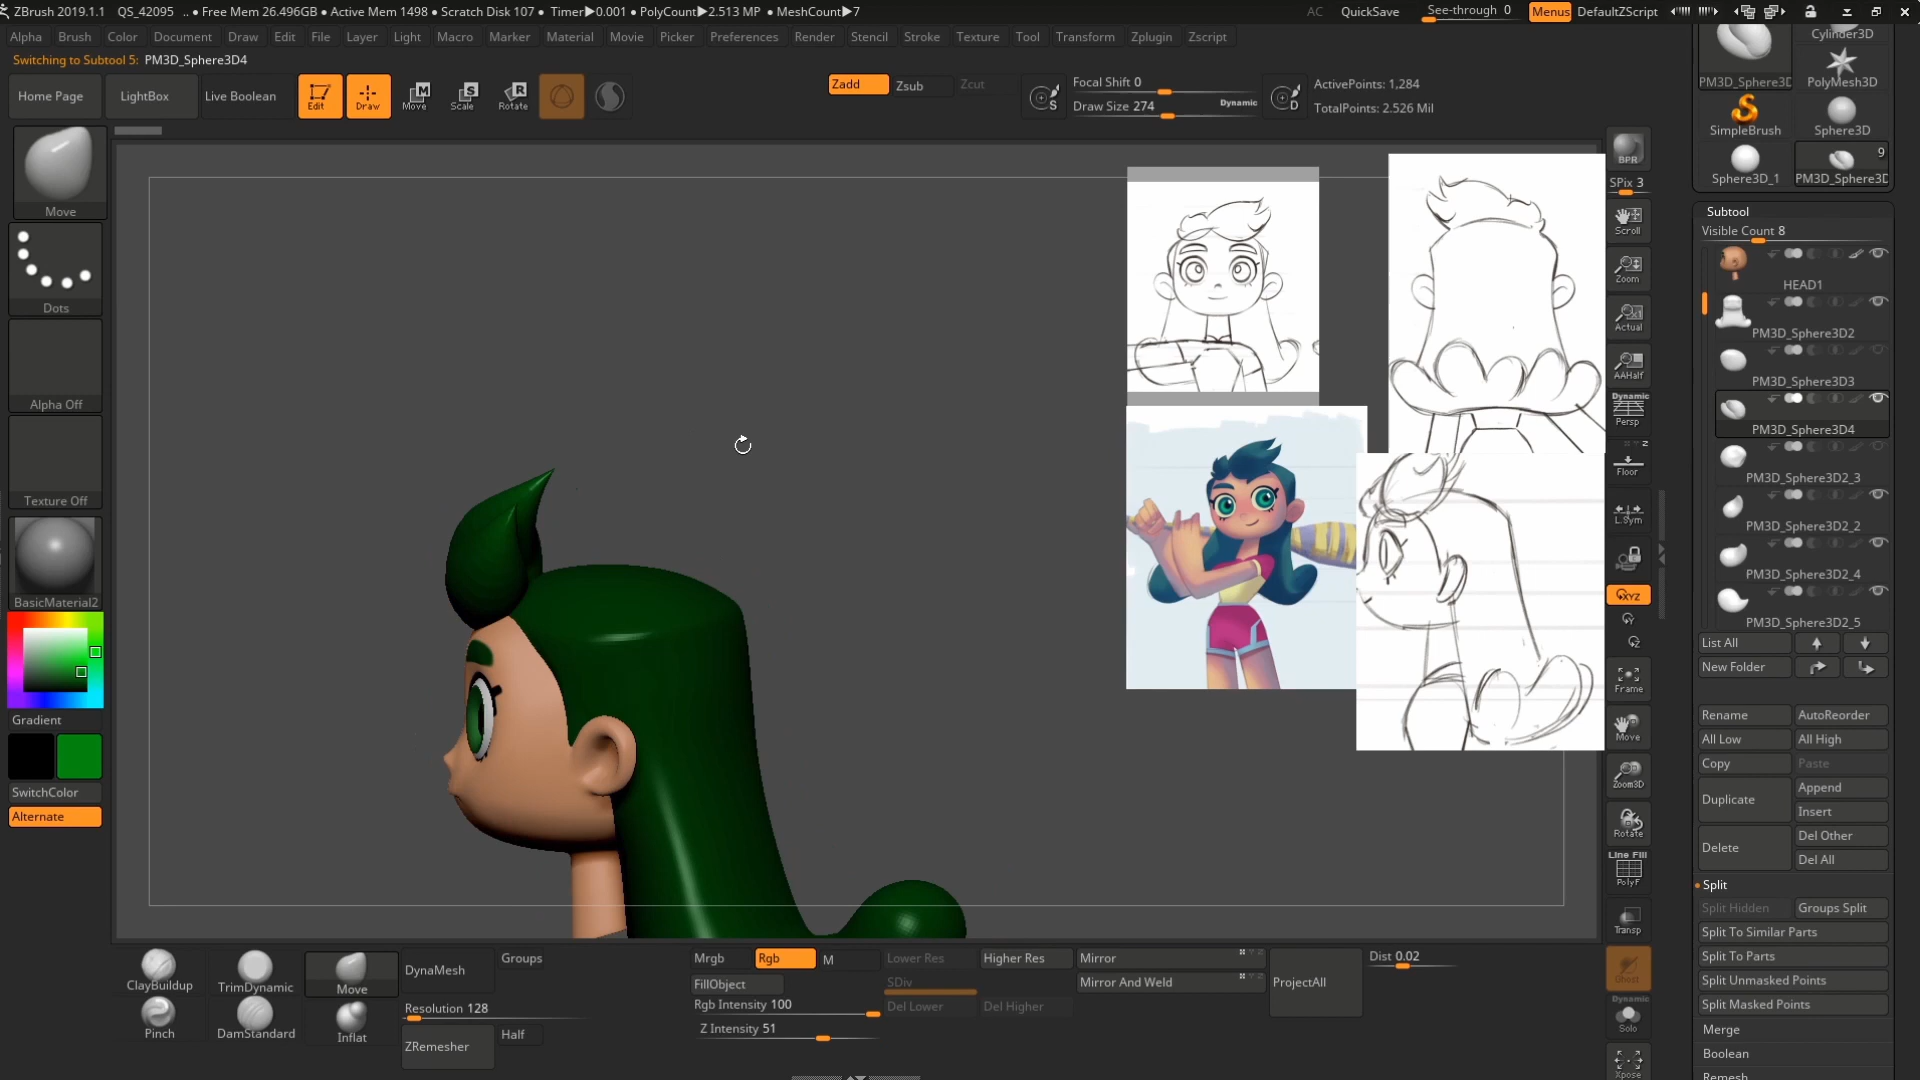 ZBrush 2019.1.1 QS_42095 .. • Free Mem 26.496GB • Active Mem 1498 • Scratch Disk 107 • Timer▶0.001 • PolyCount▶2.513 MP • MeshCount▶7 AC QuickSave See-through 0 Menus DefaultZScript
Alpha Brush Color Document Draw Edit File Layer Light Macro Marker Material Movie Picker Preferences Render Stencil Stroke Texture Tool Transform Zplugin Zscript
Switching to Subtool 5: PM3D_Sphere3D4
Home Page LightBox Live Boolean Edit Draw Move Scale Rotate Zadd Zsub Zcut
Focal Shift 0
Draw Size 274 Dynamic
ActivePoints: 1,284
TotalPoints: 2.526 Mil
Move
Dots
Alpha Off
Texture Off
BasicMaterial2
Gradient
SwitchColor
Alternate
BPR
SPix 3
Scroll
Zoom
Actual
AAHalf
Dynamic
Persp
Floor
L.Sym
XYZ
Frame
Move
Zoom3D
Rotate
Line Fill
PolyF
Transp
Ghost
Dynamic
Solo
Xpose
Cylinder3D
PM3D_Sphere3D PolyMesh3D
SimpleBrush Sphere3D
9
Sphere3D_1 PM3D_Sphere3D
Subtool
Visible Count 8
HEAD1
PM3D_Sphere3D2
PM3D_Sphere3D3
PM3D_Sphere3D4
PM3D_Sphere3D2_3
PM3D_Sphere3D2_2
PM3D_Sphere3D2_4
PM3D_Sphere3D2_5
List All
New Folder
Rename AutoReorder
All Low All High
Copy Paste
Duplicate Append
Insert
Delete Del Other
Del All
Split
Split Hidden Groups Split
Split To Similar Parts
Split To Parts
Split Unmasked Points
Split Masked Points
Merge
Boolean
Remesh
ClayBuildup TrimDynamic Move
Pinch DamStandard Inflat
DynaMesh Groups
Resolution 128
ZRemesher Half
Mrgb Rgb M
FillObject
Rgb Intensity 100
Z Intensity 51
Lower Res Higher Res
SDiv
Del Lower Del Higher
Mirror
Mirror And Weld
ProjectAll
Dist 0.02